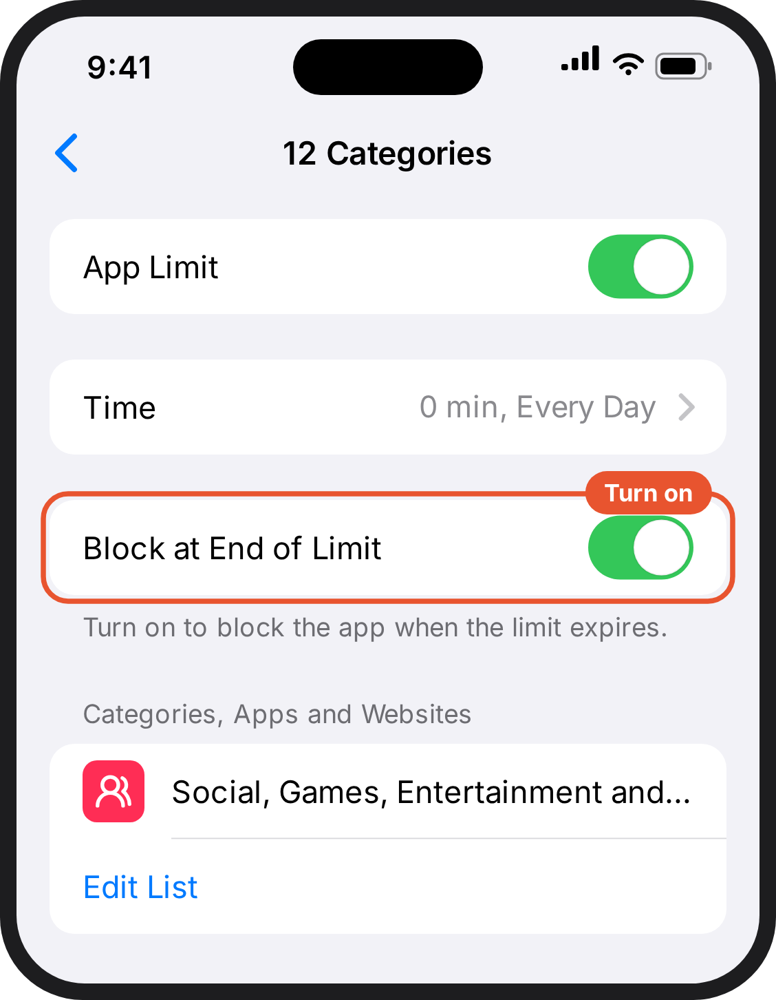 9:41
12 Categories
App Limit
Time
0 min, Every Day
Turn on
Block at End of Limit
Turn on to block the app when the limit expires.
Categories, Apps and Websites
Social, Games, Entertainment and...
Edit List